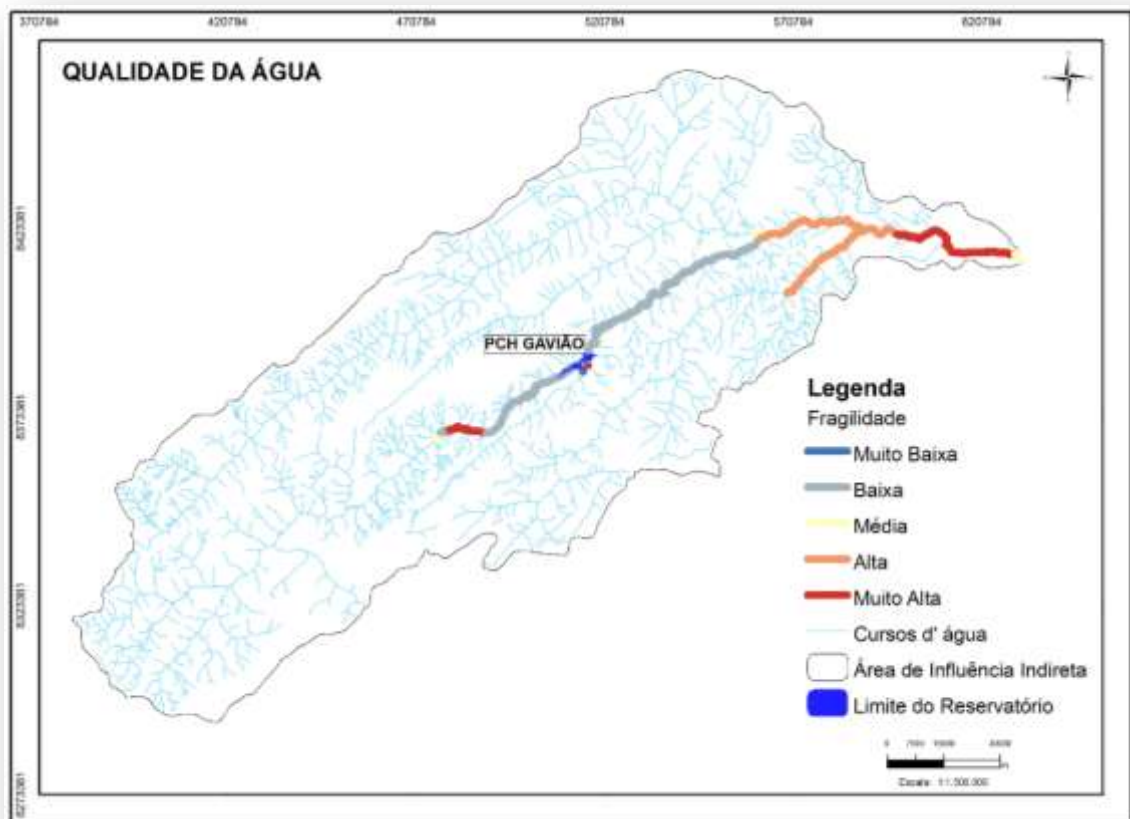 370784 420784 470784 520784 570784 620784
QUALIDADE DA ÁGUA
8423381
PCH GAVIÃO
8373381
Legenda
Fragilidade
Muito Baixa
Baixa
Média
Alta
Muito Alta
Cursos d' água
Área de Influência Indireta
Limite do Reservatório
8323381
0
m
8273381